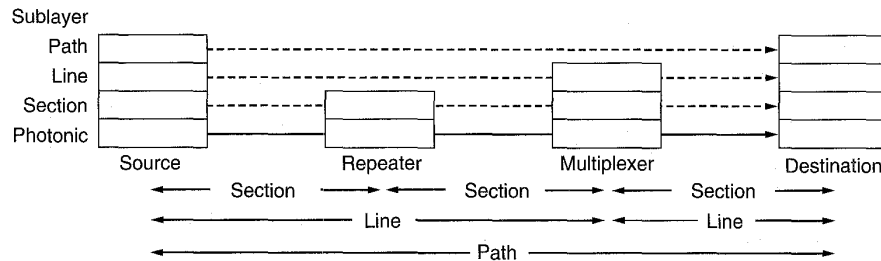 Sublayer
Path
Line
Section
Photonic
Source Repeater Multiplexer Destination
Section Section Section
Line Line
Path